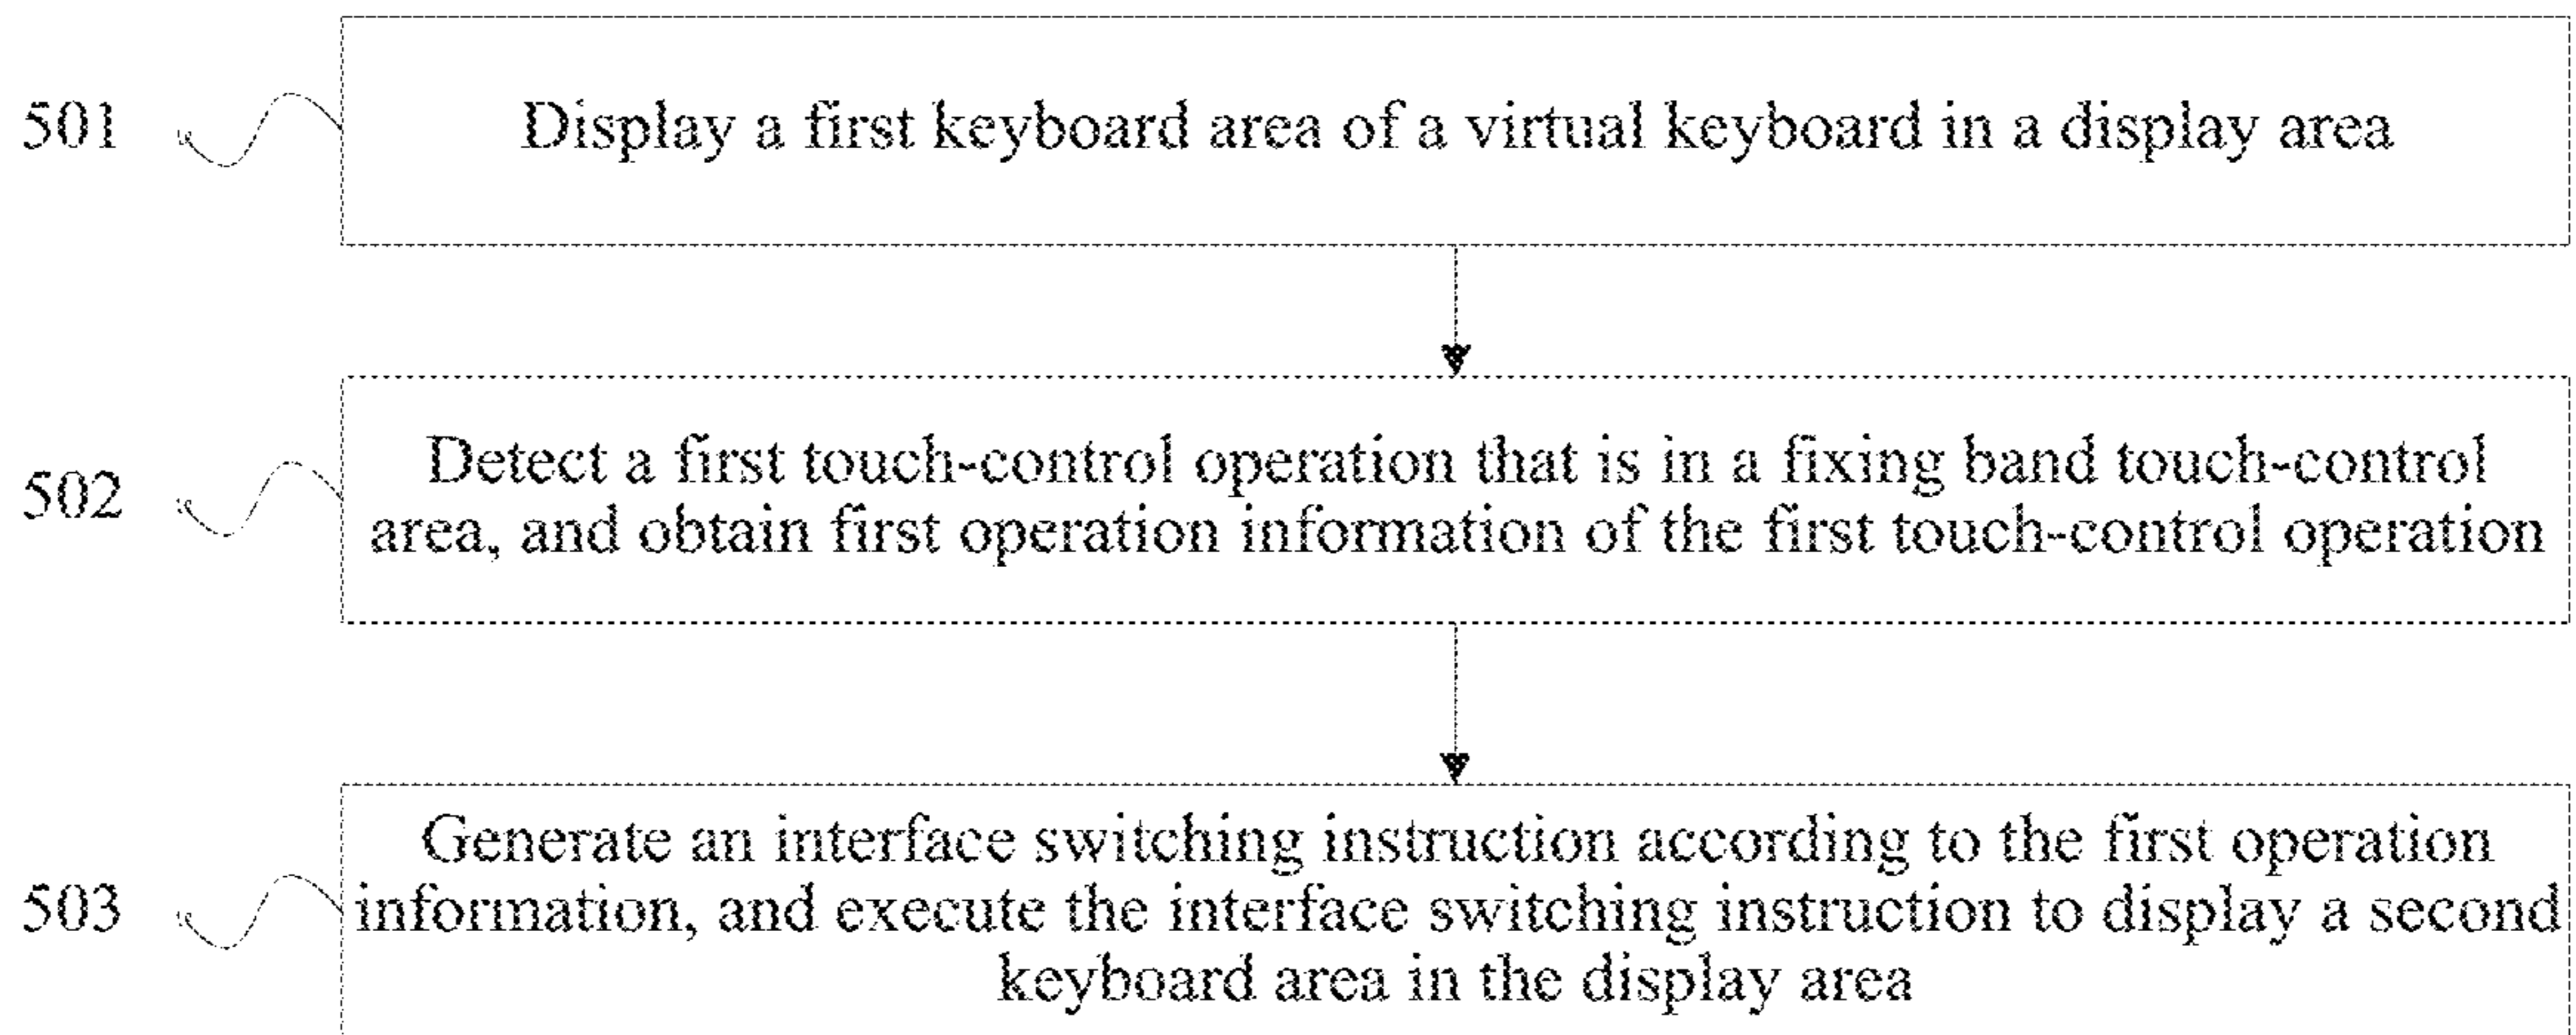 501
Display a first keyboard area of a virtual keyboard in a display area
502
Detect a first touch-control operation that is in a fixing band touch-control
area, and obtain first operation information of the first touch-control operation
503
Generate an interface switching instruction according to the first operation
information, and execute the interface switching instruction to display a second
keyboard area in the display area